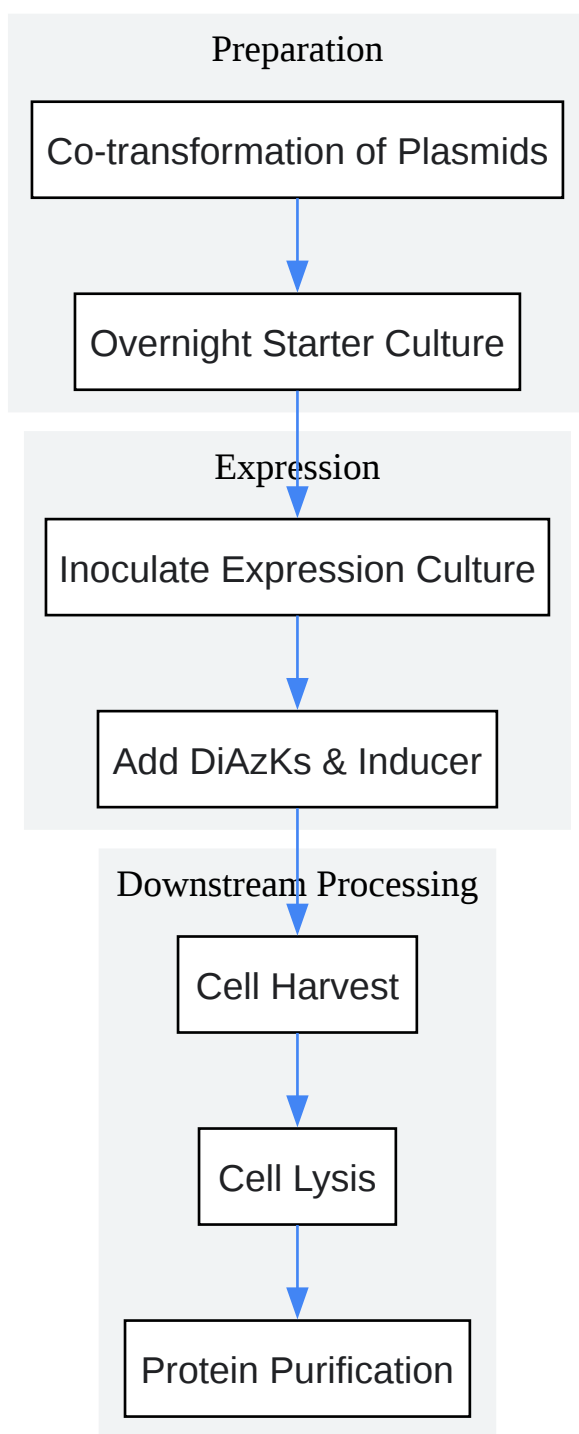 Preparation
Co-transformation of Plasmids
Overnight Starter Culture
Expression
Inoculate Expression Culture
Add DiAzKs & Inducer
Downstream Processing
Cell Harvest
Cell Lysis
Protein Purification